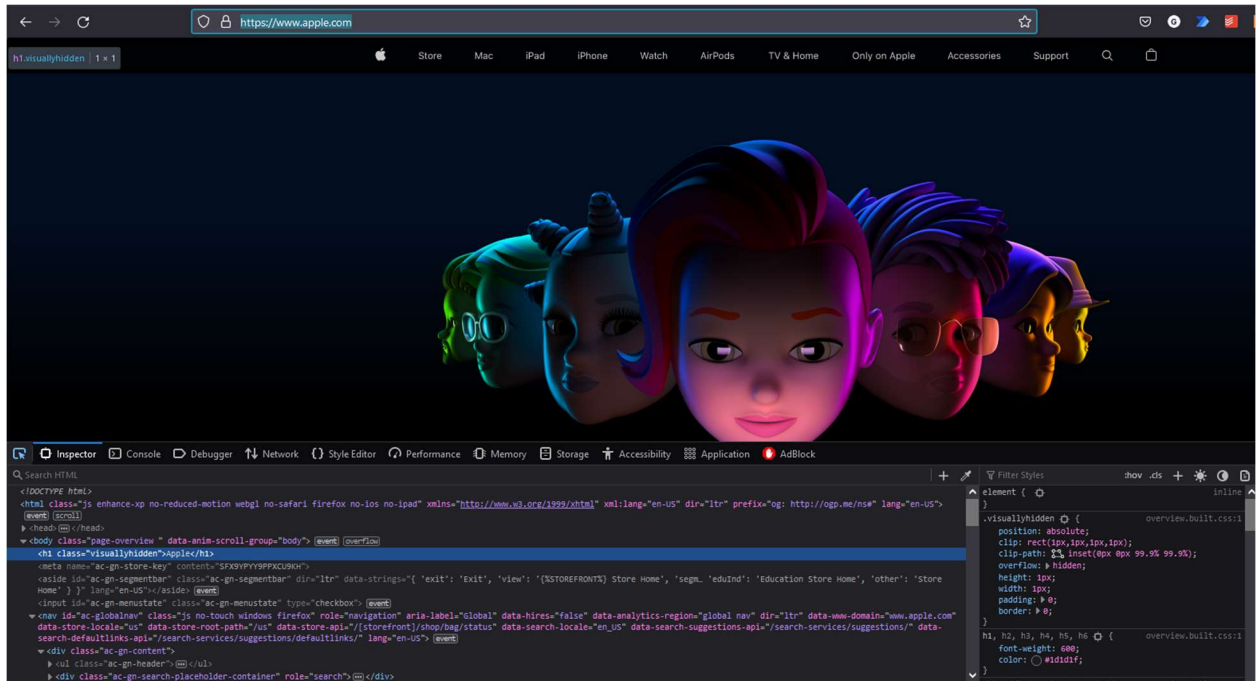 https://www.apple.com
h1.visuallyhidden | 1 × 1
Store Mac iPad iPhone Watch AirPods TV & Home Only on Apple Accessories Support
Inspector Console Debugger Network Style Editor Performance Memory Storage Accessibility Application AdBlock
Search HTML
<!DOCTYPE html>
<html class="js enhance-xp no-reduced-motion webgl no-safari firefox no-ios no-ipad" xmlns="http://www.w3.org/1999/xhtml" xml:lang="en-US" dir="ltr" prefix="og: http://ogp.me/ns#" lang="en-US">
event scroll
<head> </head>
<body class="page-overview " data-anim-scroll-group="body"> event overflow
<h1 class="visuallyhidden">Apple</h1>
<meta name="ac-gn-store-key" content="SFX9YPYY9PPXCU9KH">
<aside id="ac-gn-segmentbar" class="ac-gn-segmentbar" dir="ltr" data-strings="{ 'exit': 'Exit', 'view': '{%STOREFRONT%} Store Home', 'segm_ 'eduInd': 'Education Store Home', 'other': 'Store
Home' } }" lang="en-US"></aside> event
<input id="ac-gn-menustate" class="ac-gn-menustate" type="checkbox"> event
<nav id="ac-globalnav" class="js no-touch windows firefox" role="navigation" aria-label="Global" data-hires="false" data-analytics-region="global nav" dir="ltr" data-www-domain="www.apple.com"
data-store-locale="us" data-store-root-path="/us" data-store-api="/[storefront]/shop/bag/status" data-search-locale="en_US" data-search-suggestions-api="/search-services/suggestions/" data-
search-defaultlinks-api="/search-services/suggestions/defaultlinks/" lang="en-US"> event
<div class="ac-gn-content">
<ul class="ac-gn-header"> </ul>
<div class="ac-gn-search-placeholder-container" role="search"> </div>
Filter Styles :hov .cls +
element { inline
}
.visuallyhidden { overview.built.css:1
position: absolute;
clip: rect(1px,1px,1px,1px);
clip-path: inset(0px 0px 99.9% 99.9%);
overflow: hidden;
height: 1px;
width: 1px;
padding: 0;
border: 0;
}
h1, h2, h3, h4, h5, h6 { overview.built.css:1
font-weight: 600;
color: #1d1d1f;
}